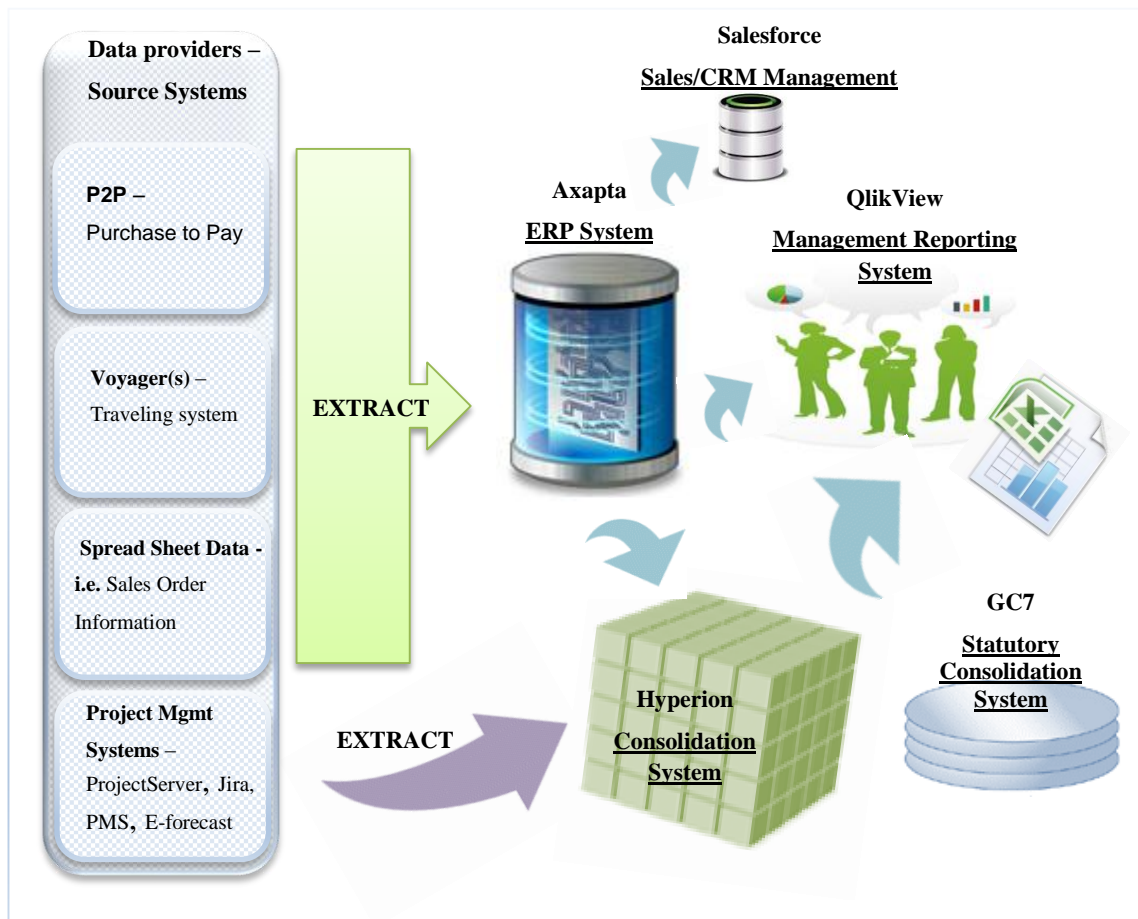 Data providers –
Source Systems
P2P –
Purchase to Pay
Voyager(s) –
Traveling system
Spread Sheet Data -
i.e. Sales Order
Information
Project Mgmt
Systems –
ProjectServer, Jira,
PMS, E-forecast
EXTRACT
EXTRACT
Salesforce
Sales/CRM Management
Axapta
ERP System
QlikView
Management Reporting
System
Hyperion
Consolidation
System
GC7
Statutory
Consolidation
System